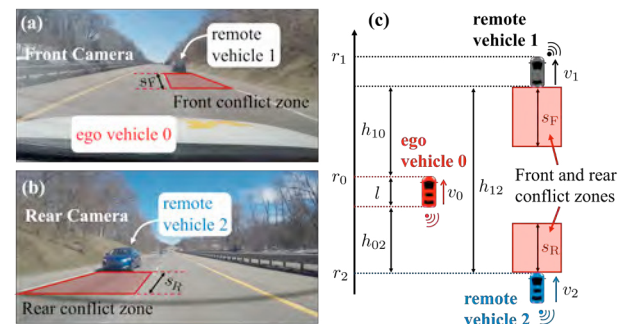 (a)
Front Camera
remote
vehicle 1
sF
Front conflict zone
ego vehicle 0
(b)
Rear Camera
remote
vehicle 2
sR
Rear conflict zone
(c)
remote
vehicle 1
r1
v1
sF
h10
ego
vehicle 0
r0
l
v0
h12
Front and rear
conflict zones
h02
sR
r2
v2
remote
vehicle 2